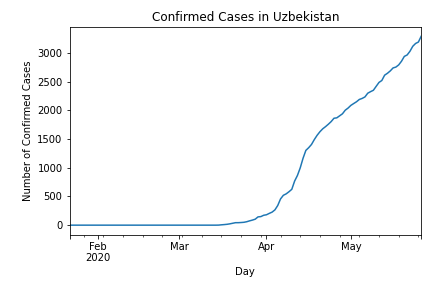 Confirmed Cases in Uzbekistan
Number of Confirmed Cases
3000
2500
2000
1500
1000
500
0
Feb Mar Apr May
2020
Day